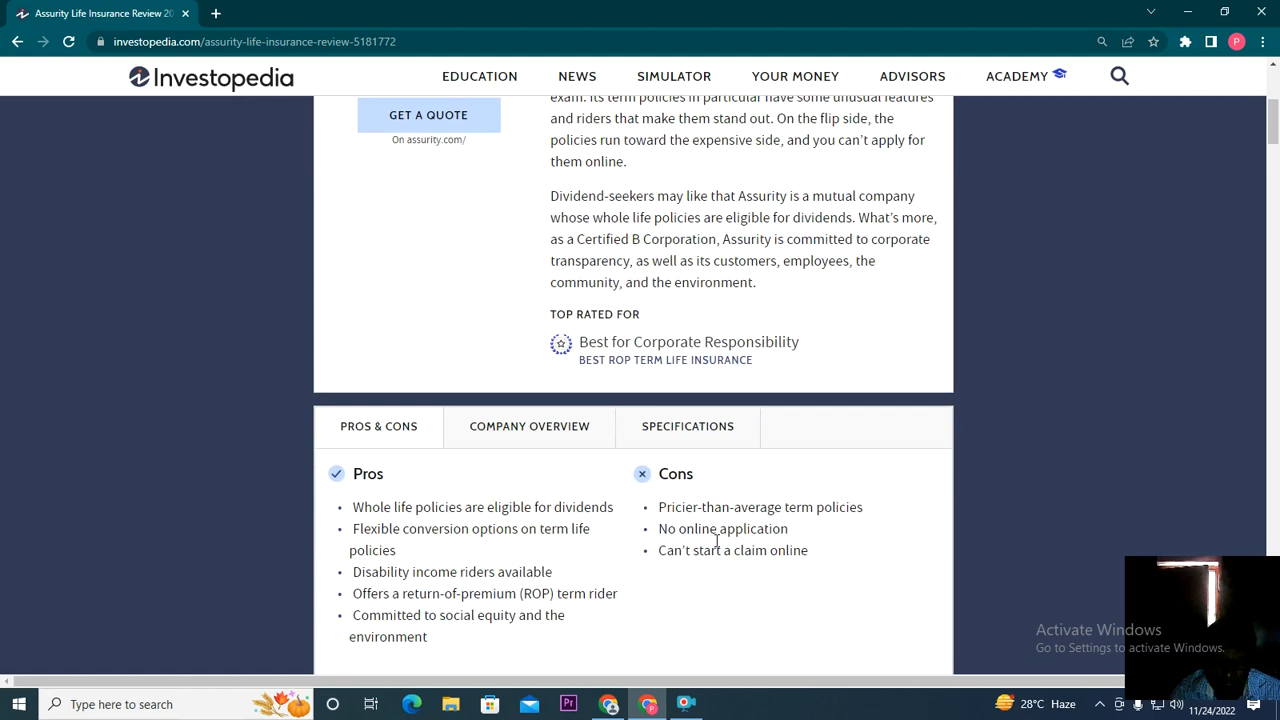 Assurity Life Insurance Review 20
investopedia.com/assurity-life-insurance-review-5181772
P
Investopedia
EDUCATION
NEWS
SIMULATOR
YOUR MONEY
ADVISORS
ACADEMY
GET A QUOTE
On assurity.com/
exam. Its term policies in particular have some unusual features
and riders that make them stand out. On the flip side, the
policies run toward the expensive side, and you can’t apply for
them online.
Dividend-seekers may like that Assurity is a mutual company
whose whole life policies are eligible for dividends. What’s more,
as a Certified B Corporation, Assurity is committed to corporate
transparency, as well as its customers, employees, the
community, and the environment.
TOP RATED FOR
Best for Corporate Responsibility
BEST ROP TERM LIFE INSURANCE
PROS & CONS
COMPANY OVERVIEW
SPECIFICATIONS
Pros
• Whole life policies are eligible for dividends
• Flexible conversion options on term life
policies
• Disability income riders available
• Offers a return-of-premium (ROP) term rider
• Committed to social equity and the
environment
Cons
• Pricier-than-average term policies
• No online application
• Can’t start a claim online
Activate Windows
Go to Settings to activate Windows.
Type here to search
Pr
P
28°C Haze
11/24/2022